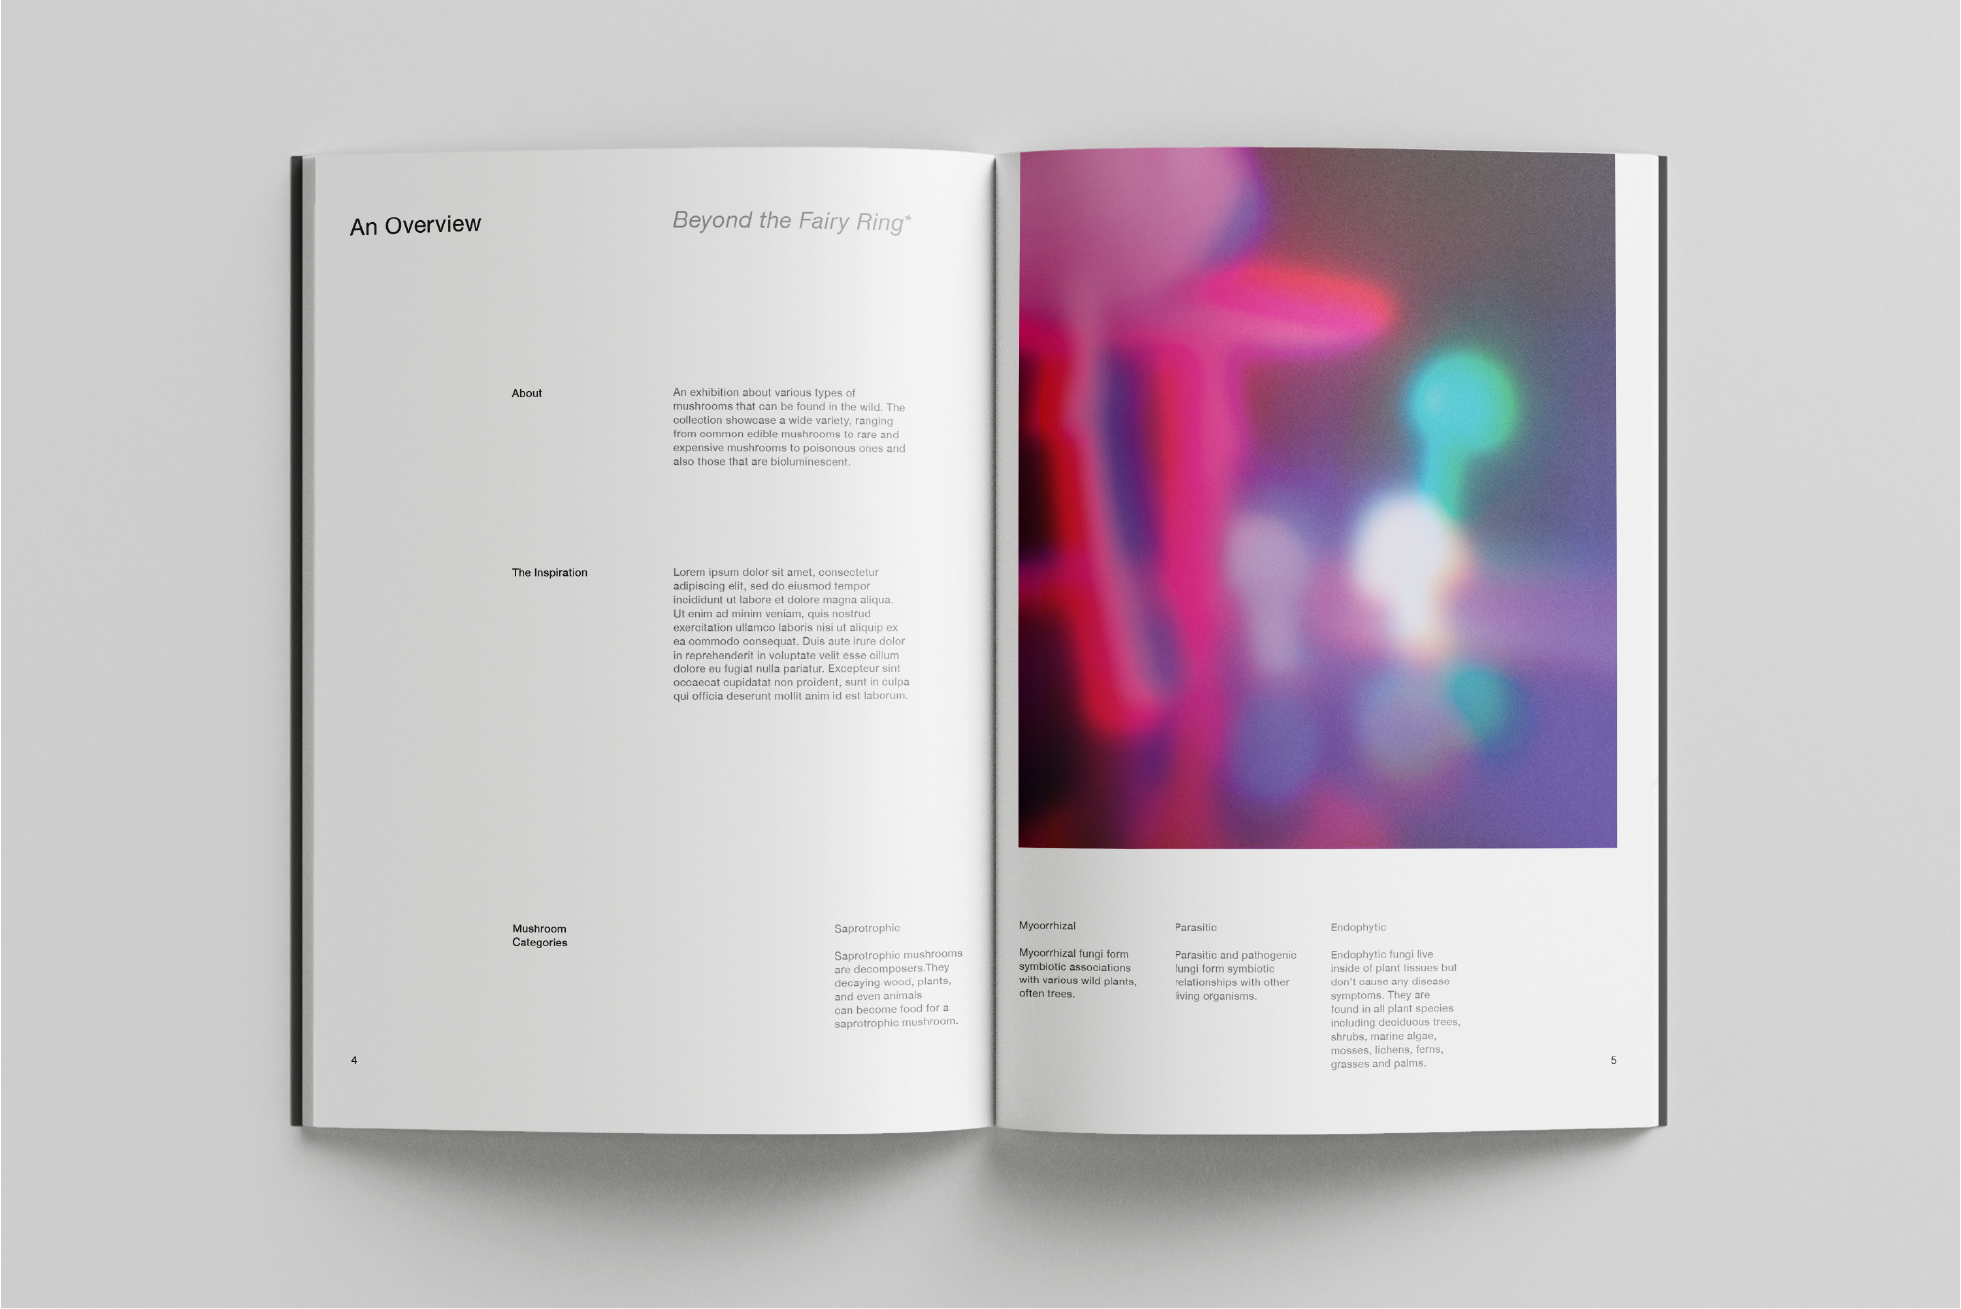 An Overview
Beyond the Fairy Ring*
About
An exhibition about various types of
mushrooms that can be found in the wild. The
collection showcase a wide variety, ranging
from common edible mushrooms to rare and
expensive mushrooms to poisonous ones and
also those that are bioluminescent.
The Inspiration
Lorem ipsum dolor sit amet, consectetur
adipiscing elit, sed do eiusmod tempor
incididunt ut labore et dolore magna aliqua.
Ut enim ad minim veniam, quis nostrud
exercitation ullamco laboris nisi ut aliquip ex
ea commodo consequat. Duis aute irure dolor
in reprehenderit in voluptate velit esse cillum
dolore eu fugiat nulla pariatur. Excepteur sint
occaecat cupidatat non proident, sunt in culpa
qui officia deserunt mollit anim id est laborum.
Mushroom
Categories
Saprotrophic
Saprotrophic mushrooms
are decomposers.They
decaying wood, plants,
and even animals
can become food for a
saprotrophic mushroom.
4
Mycorrhizal
Mycorrhizal fungi form
symbiotic associations
with various wild plants,
often trees.
Parasitic
Parasitic and pathogenic
fungi form symbiotic
relationships with other
living organisms.
Endophytic
Endophytic fungi live
inside of plant tissues but
don't cause any disease
symptoms. They are
found in all plant species
including deciduous trees,
shrubs, marine algae,
mosses, lichens, ferns,
grasses and palms.
5